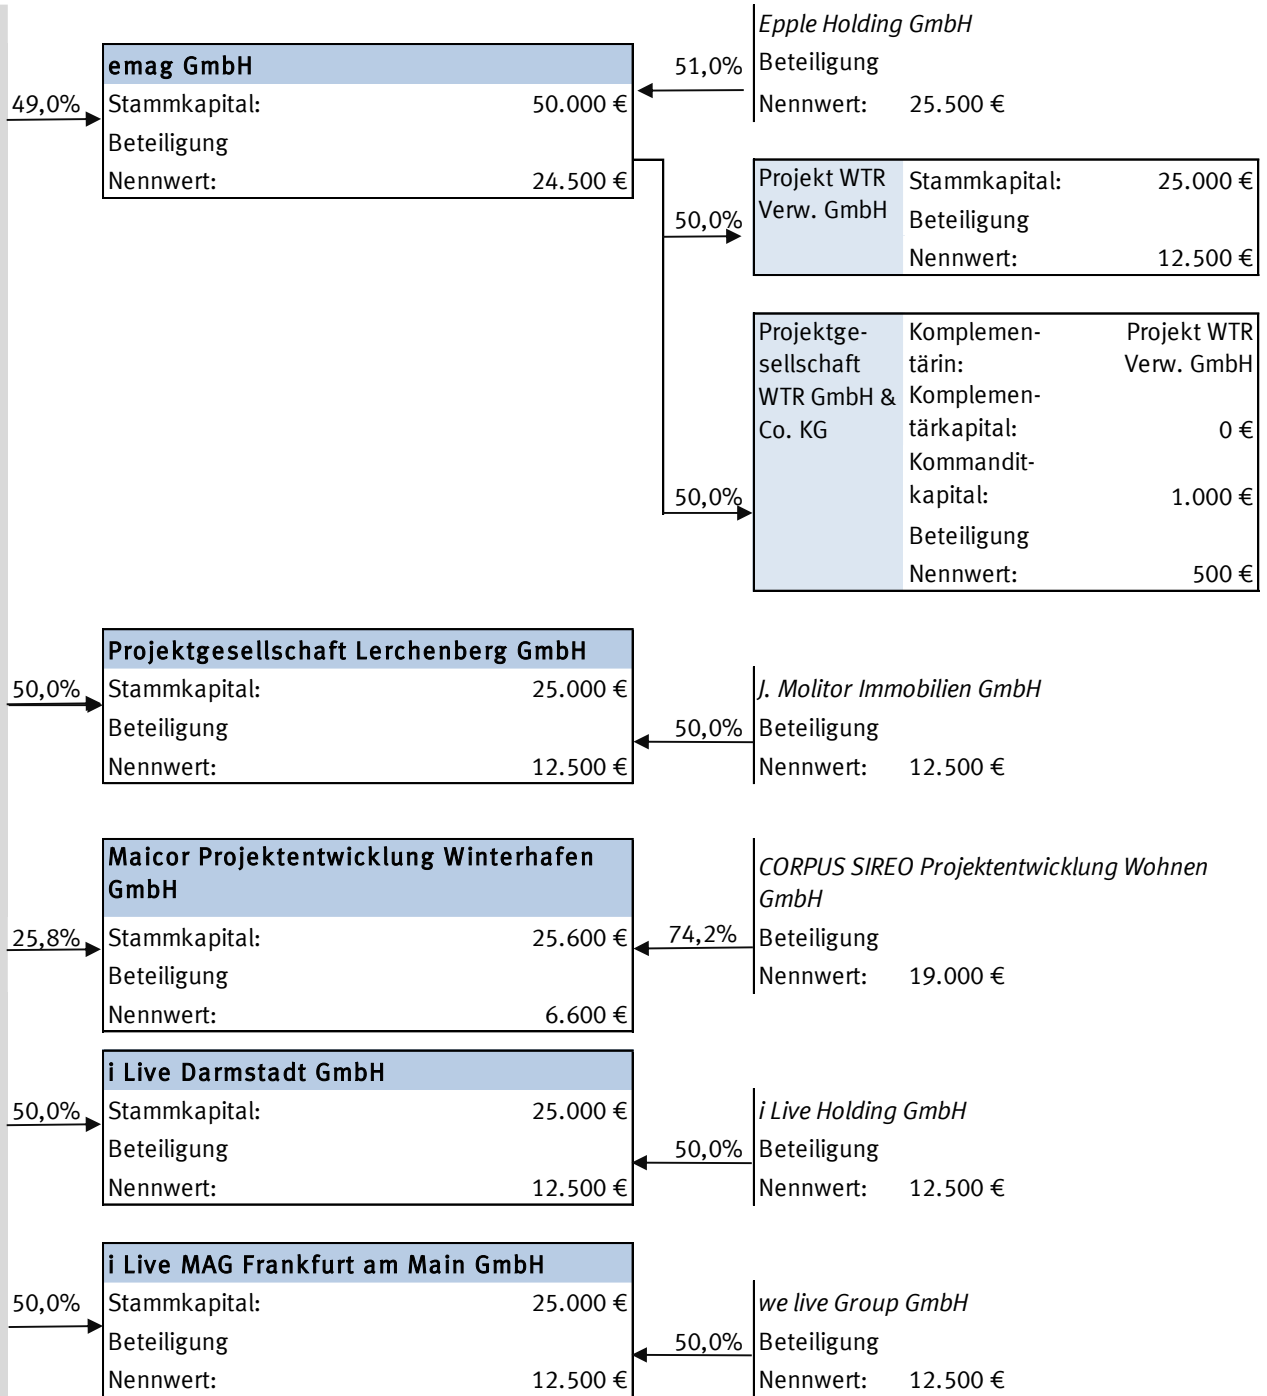 Epple Holding GmbH
emag GmbH
51,0% Beteiligung
49,0% Stammkapital: 50.000 € Nennwert: 25.500 €
Beteiligung
Nennwert: 24.500 €
Projekt WTR Stammkapital: 25.000 €
Verw. GmbH
50,0% Beteiligung
Nennwert: 12.500 €
Projektge- Komplemen- Projekt WTR
sellschaft tärin: Verw. GmbH
WTR GmbH & Komplemen-
Co. KG tärkapital: 0 €
Kommandit-
50,0% kapital: 1.000 €
Beteiligung
Nennwert: 500 €
Projektgesellschaft Lerchenberg GmbH
50,0% Stammkapital: 25.000 € J. Molitor Immobilien GmbH
Beteiligung 50,0% Beteiligung
Nennwert: 12.500 € Nennwert: 12.500 €
Maicor Projektentwicklung Winterhafen
GmbH
CORPUS SIREO Projektentwicklung Wohnen
GmbH
25,8% Stammkapital: 25.600 € 74,2% Beteiligung
Beteiligung Nennwert: 19.000 €
Nennwert: 6.600 €
i Live Darmstadt GmbH
50,0% Stammkapital: 25.000 € i Live Holding GmbH
Beteiligung 50,0% Beteiligung
Nennwert: 12.500 € Nennwert: 12.500 €
i Live MAG Frankfurt am Main GmbH
50,0% Stammkapital: 25.000 € we live Group GmbH
Beteiligung 50,0% Beteiligung
Nennwert: 12.500 € Nennwert: 12.500 €